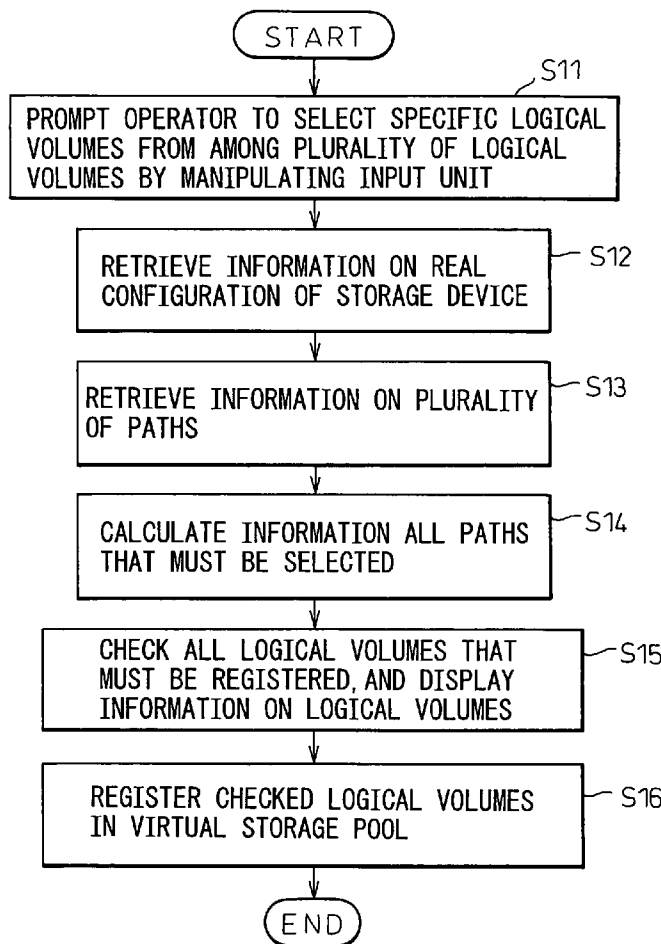 START
S11
PROMPT OPERATOR TO SELECT SPECIFIC LOGICAL
VOLUMES FROM AMONG PLURALITY OF LOGICAL
VOLUMES BY MANIPULATING INPUT UNIT
S12
RETRIEVE INFORMATION ON REAL
CONFIGURATION OF STORAGE DEVICE
S13
RETRIEVE INFORMATION ON PLURALITY
OF PATHS
S14
CALCULATE INFORMATION ALL PATHS
THAT MUST BE SELECTED
S15
CHECK ALL LOGICAL VOLUMES THAT
MUST BE REGISTERED, AND DISPLAY
INFORMATION ON LOGICAL VOLUMES
S16
REGISTER CHECKED LOGICAL VOLUMES
IN VIRTUAL STORAGE POOL
END